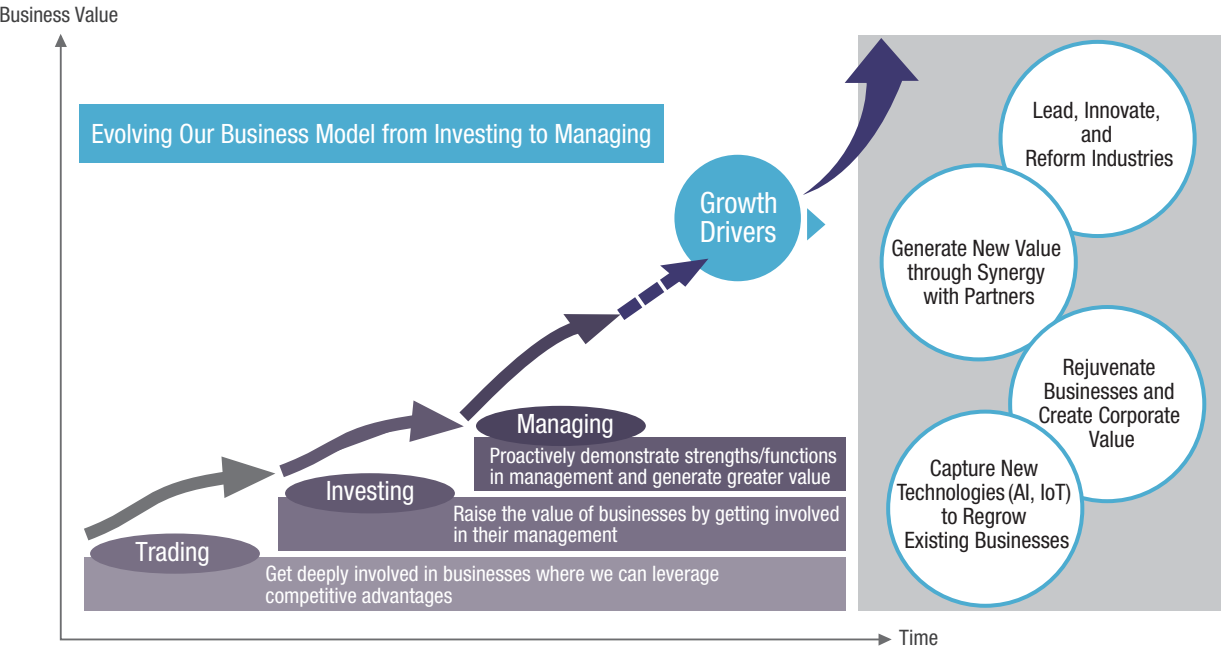 Business Value
Evolving Our Business Model from Investing to Managing
Growth
Drivers
Managing
Proactively demonstrate strengths/functions
in management and generate greater value
Investing
Raise the value of businesses by getting involved
in their management
Trading
Get deeply involved in businesses where we can leverage
competitive advantages
Lead, Innovate,
and
Reform Industries
Generate New Value
through Synergy
with Partners
Rejuvenate
Businesses and
Create Corporate
Value
Capture New
Technologies (AI, IoT)
to Regrow
Existing Businesses
Time